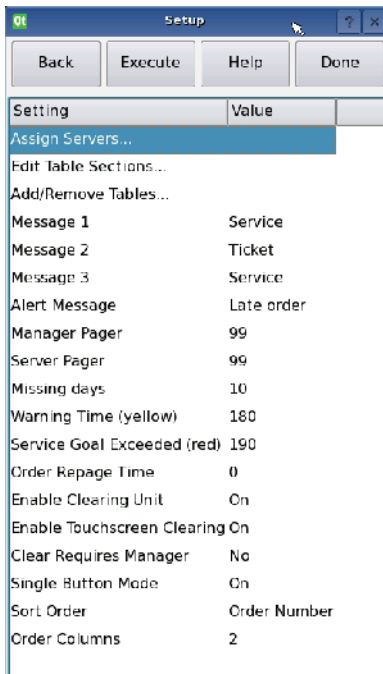 Qt Setup ? ×
Back Execute Help Done
Setting Value
Assign Servers...
Edit Table Sections...
Add/Remove Tables...
Message 1 Service
Message 2 Ticket
Message 3 Service
Alert Message Late order
Manager Pager 99
Server Pager 99
Missing days 10
Warning Time (yellow) 180
Service Goal Exceeded (red) 190
Order Repage Time 0
Enable Clearing Unit On
Enable Touchscreen Clearing On
Clear Requires Manager No
Single Button Mode On
Sort Order Order Number
Order Columns 2